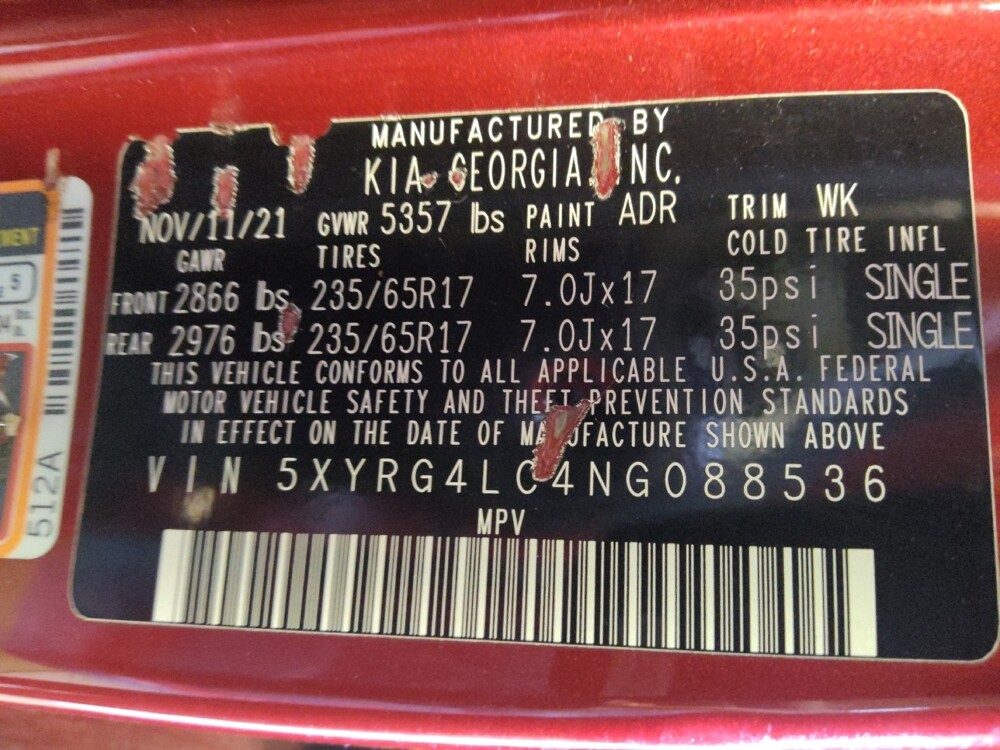 MANUFACTURED BY
KIA GEORGIA INC.
NOV/11/21 GVWR 5357 lbs PAINT ADR TRIM WK
GAWR TIRES RIMS COLD TIRE INFL
FRONT 2866 lbs 235/65R17 7.0Jx17 35psi SINGLE
REAR 2976 lbs 235/65R17 7.0Jx17 35psi SINGLE
THIS VEHICLE CONFORMS TO ALL APPLICABLE U.S.A. FEDERAL
MOTOR VEHICLE SAFETY AND THEFT PREVENTION STANDARDS
IN EFFECT ON THE DATE OF MANUFACTURE SHOWN ABOVE
VIN 5XYRG4LC4NG088536
MPV
5
512A